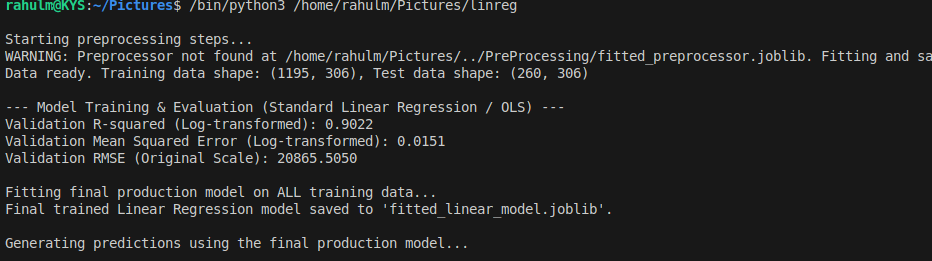 rahulm@KYS:~/Pictures$ /bin/python3 /home/rahulm/Pictures/linreg
Starting preprocessing steps...
WARNING: Preprocessor not found at /home/rahulm/Pictures/../PreProcessing/fitted_preprocessor.joblib. Fitting and sa
Data ready. Training data shape: (1195, 306), Test data shape: (260, 306)
--- Model Training & Evaluation (Standard Linear Regression / OLS) ---
Validation R-squared (Log-transformed): 0.9022
Validation Mean Squared Error (Log-transformed): 0.0151
Validation RMSE (Original Scale): 20865.5050
Fitting final production model on ALL training data...
Final trained Linear Regression model saved to 'fitted_linear_model.joblib'.
Generating predictions using the final production model...